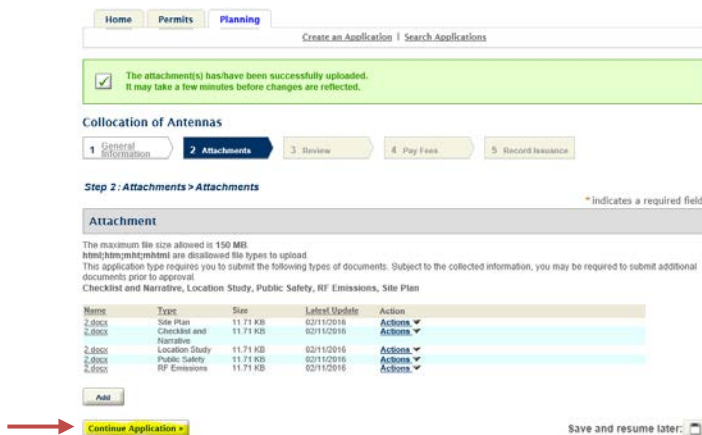 Home Permits Planning
Create an Application | Search Applications
The attachment(s) has/have been successfully uploaded.
It may take a few minutes before changes are reflected.
Collocation of Antennas
1 General Information 2 Attachments 3 Review 4 Pay Fees 5 Record Issuance
Step 2: Attachments > Attachments
* indicates a required field
Attachment
The maximum file size allowed is 150 MB.
html;htm;mht;mhtml are disallowed file types to upload.
This application type requires you to submit the following types of documents. Subject to the collected information, you may be required to submit additional
documents prior to approval.
Checklist and Narrative, Location Study, Public Safety, RF Emissions, Site Plan
Name Type Size Latest Update Action
2.docx Site Plan 11.71 KB 02/11/2016 Actions
2.docx Checklist and Narrative 11.71 KB 02/11/2016 Actions
2.docx Location Study 11.71 KB 02/11/2016 Actions
2.docx Public Safety 11.71 KB 02/11/2016 Actions
2.docx RF Emissions 11.71 KB 02/11/2016 Actions
Add
Continue Application »
Save and resume later: